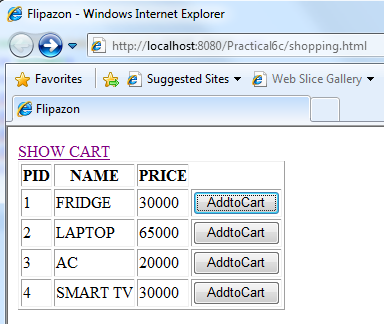 Flipazon - Windows Internet Explorer
http://localhost:8080/Practical6c/shopping.html
Favorites Suggested Sites Web Slice Gallery
Flipazon
SHOW CART
PID NAME PRICE
1 FRIDGE 30000 AddtoCart
2 LAPTOP 65000 AddtoCart
3 AC 20000 AddtoCart
4 SMART TV 30000 AddtoCart